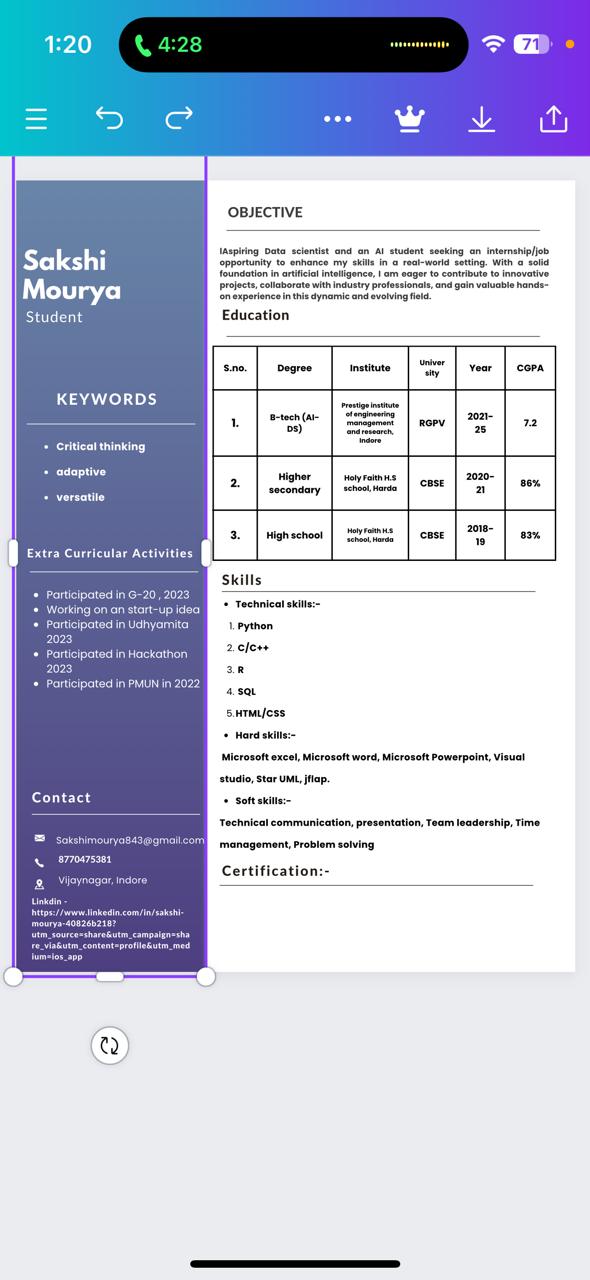 1:20
4:28
71
Sakshi
Mourya
Student
KEYWORDS
• Critical thinking
• adaptive
• versatile
Extra Curricular Activities
• Participated in G-20 , 2023
• Working on an start-up idea
• Participated in Udhyamita
2023
• Participated in Hackathon
2023
• Participated in PMUN in 2022
Contact
Sakshimourya843@gmail.com
8770475381
Vijaynagar, Indore
Linkdin -
https://www.linkedin.com/in/sakshi-
mourya-40826b218?
utm_source=share&utm_campaign=sha
re_via&utm_content=profile&utm_med
ium=ios_app
OBJECTIVE
IAspiring Data scientist and an AI student seeking an internship/job
opportunity to enhance my skills in a real-world setting. With a solid
foundation in artificial intelligence, I am eager to contribute to innovative
projects, collaborate with industry professionals, and gain valuable hands-
on experience in this dynamic and evolving field.
Education
S.no. Degree Institute Univer
sity Year CGPA
1. B-tech (AI-
DS) Prestige institute
of engineering
management
and research,
Indore RGPV 2021-
25 7.2
2. Higher
secondary Holy Faith H.S
school, Harda CBSE 2020-
21 86%
3. High school Holy Faith H.S
school, Harda CBSE 2018-
19 83%
Skills
• Technical skills:-
1. Python
2. C/C++
3. R
4. SQL
5. HTML/CSS
• Hard skills:-
Microsoft excel, Microsoft word, Microsoft Powerpoint, Visual
studio, Star UML, jflap.
• Soft skills:-
Technical communication, presentation, Team leadership, Time
management, Problem solving
Certification:-